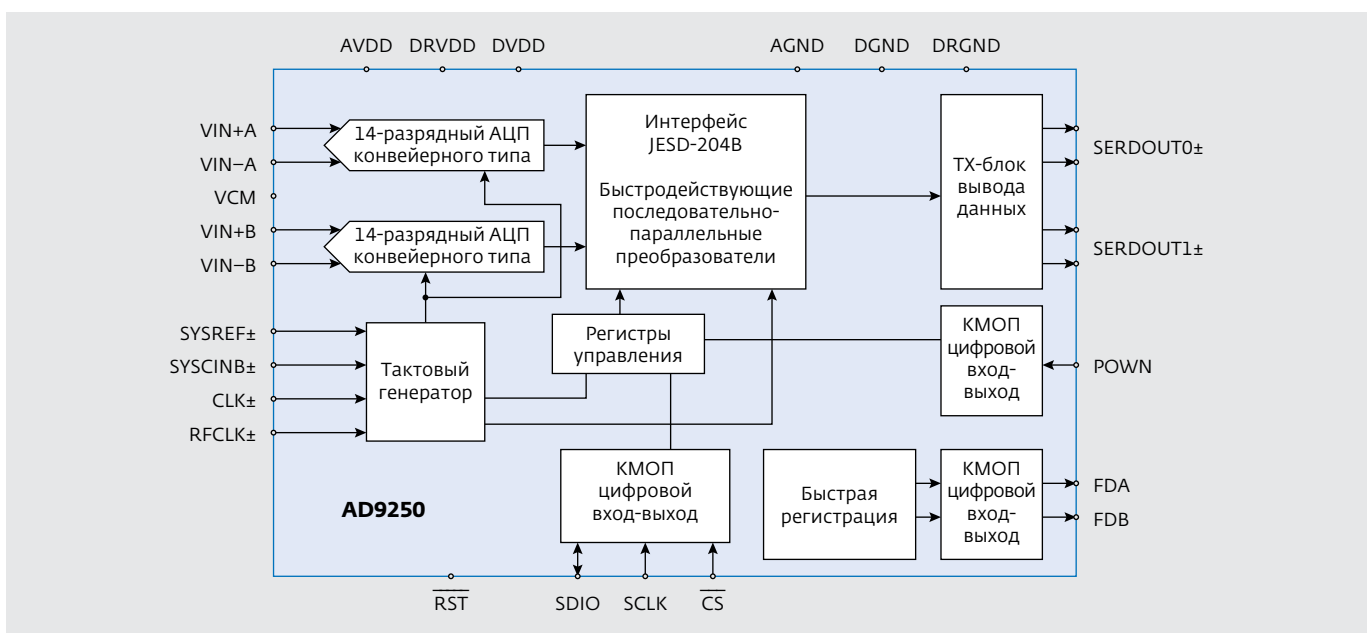 AVDD DRVDD DVDD AGND DGND DRGND
VIN+A
VIN−A
VCM
VIN+B
VIN−B
SYSREF±
SYSCINB±
CLK±
RFCLK±
14-разрядный АЦП
конвейерного типа
14-разрядный АЦП
конвейерного типа
Интерфейс
JESD-204B
Быстродействующие
последовательно-
параллельные
преобразователи
TX-блок
вывода
данных
SERDOUT0±
SERDOUT1±
Тактовый
генератор
Регистры
управления
КМОП
цифровой
вход-
выход
POWN
КМОП
цифровой
вход-выход
Быстрая
регистрация
КМОП
цифровой
вход-
выход
FDA
FDB
AD9250
RST SDIO SCLK CS